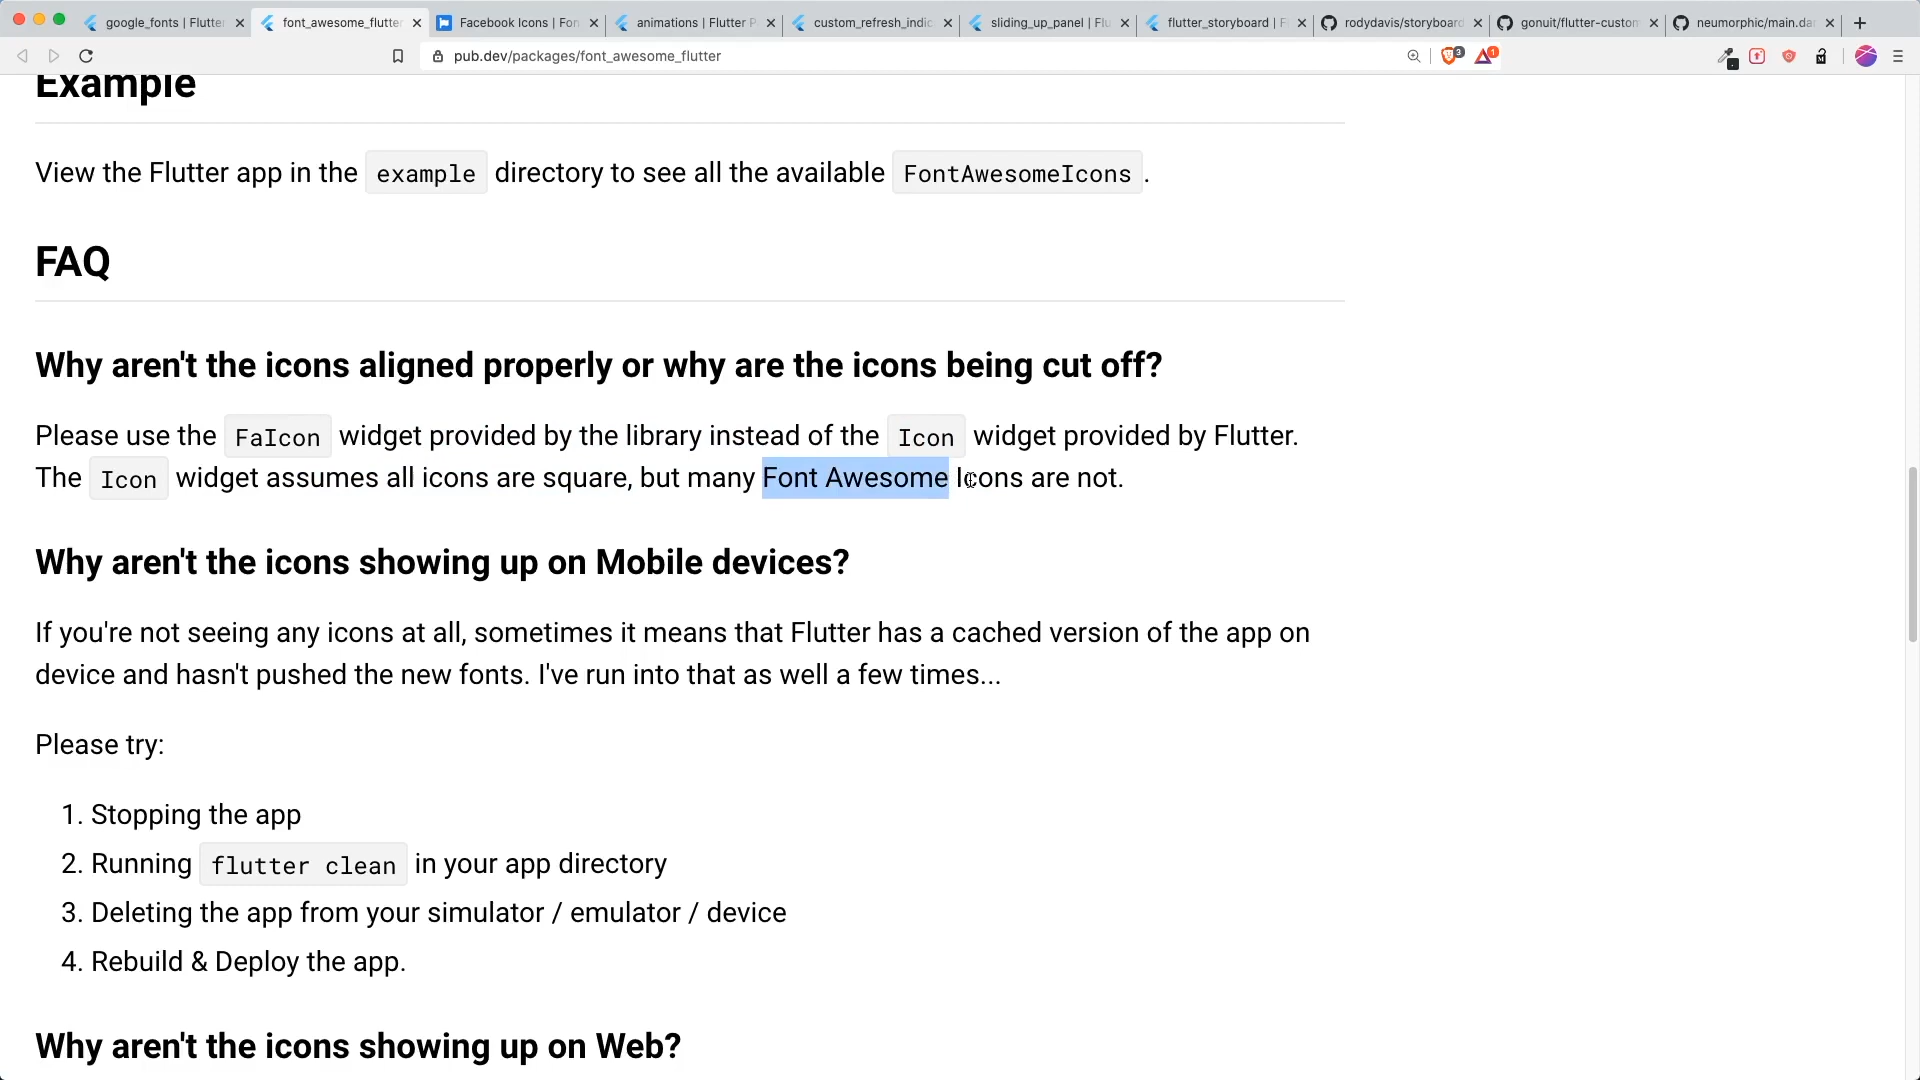 google_fonts | Flutter
font_awesome_flutter
Facebook Icons | Fon
animations | Flutter P
custom_refresh_indic
sliding_up_panel | Flu
flutter_storyboard | F
rodydavis/storyboard
gonuit/flutter-custom
neumorphic/main.dar
pub.dev/packages/font_awesome_flutter
3
1
Example
View the Flutter app in the example directory to see all the available FontAwesomeIcons.
FAQ
Why aren't the icons aligned properly or why are the icons being cut off?
Please use the FaIcon widget provided by the library instead of the Icon widget provided by Flutter.
The Icon widget assumes all icons are square, but many Font Awesome Icons are not.
Why aren't the icons showing up on Mobile devices?
If you're not seeing any icons at all, sometimes it means that Flutter has a cached version of the app on
device and hasn't pushed the new fonts. I've run into that as well a few times...
Please try:
1. Stopping the app
2. Running flutter clean in your app directory
3. Deleting the app from your simulator / emulator / device
4. Rebuild & Deploy the app.
Why aren't the icons showing up on Web?